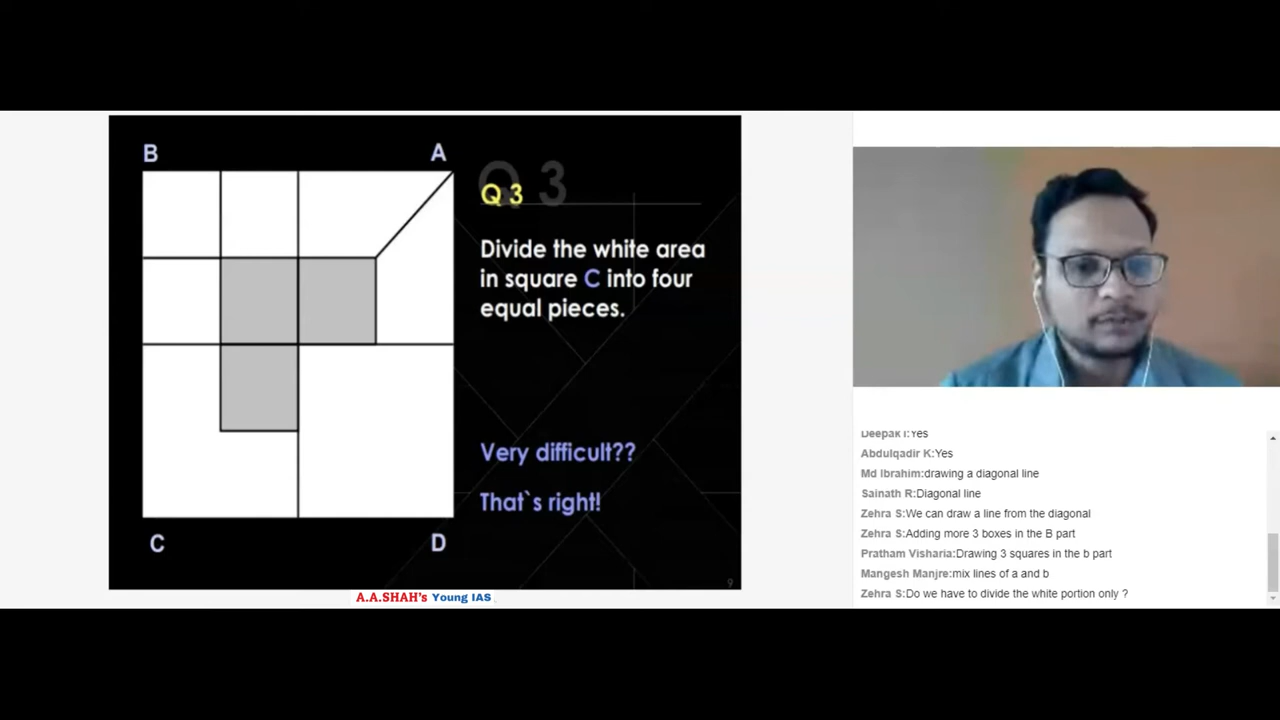 B
A
Q 3
Q 3
Divide the white area
in square C into four
equal pieces.
Very difficult??
That`s right!
C
D
9
A.A.SHAH's Young IAS
Deepak I:Yes
Abdulqadir K:Yes
Md Ibrahim:drawing a diagonal line
Sainath R:Diagonal line
Zehra S:We can draw a line from the diagonal
Zehra S:Adding more 3 boxes in the B part
Pratham Visharia:Drawing 3 squares in the b part
Mangesh Manjre:mix lines of a and b
Zehra S:Do we have to divide the white portion only ?